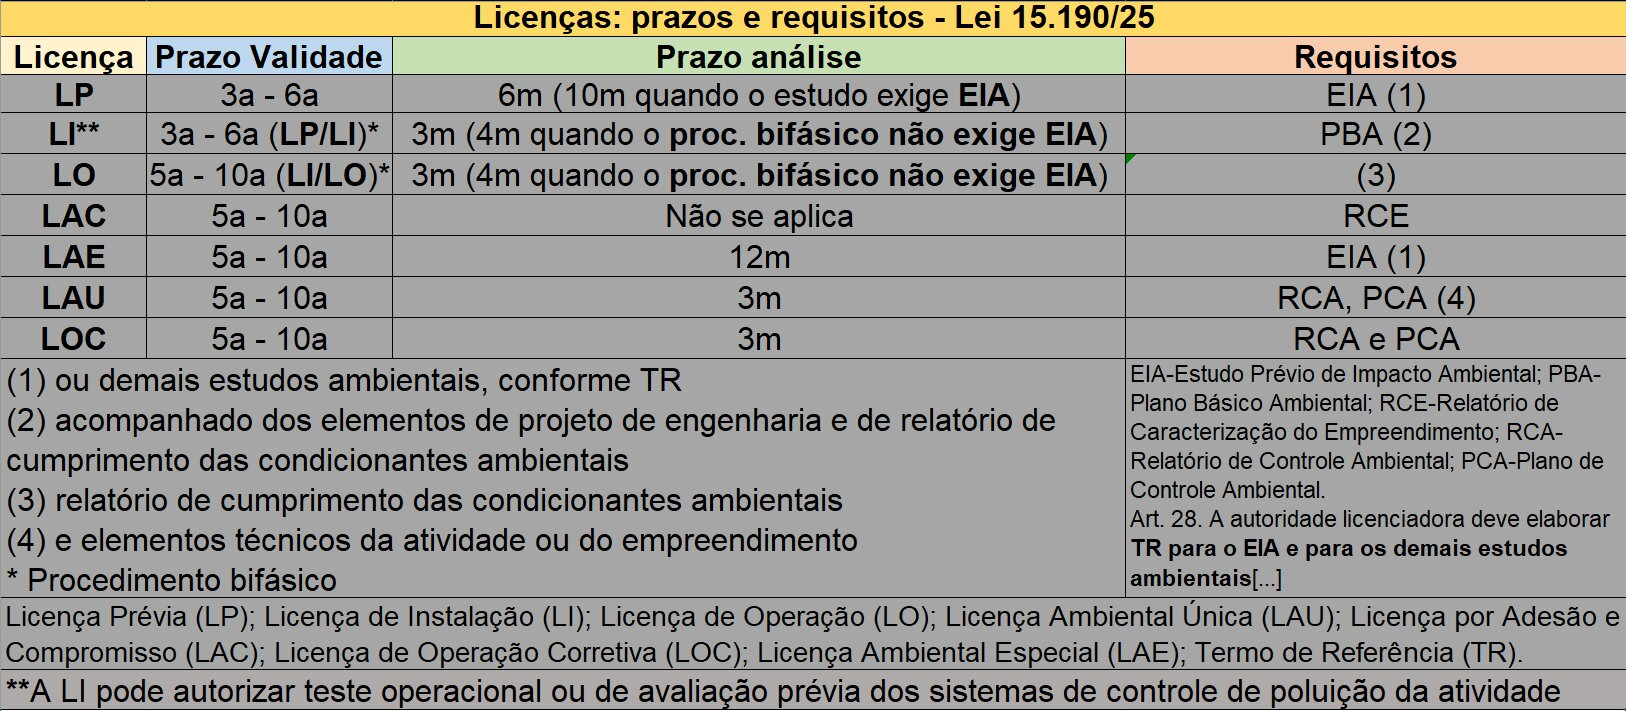 Licenças: prazos e requisitos - Lei 15.190/25
Licença Prazo Validade Prazo análise Requisitos
LP 3a - 6a 6m (10m quando o estudo exige EIA) EIA (1)
LI** 3a - 6a (LP/LI)* 3m (4m quando o proc. bifásico não exige EIA) PBA (2)
LO 5a - 10a (LI/LO)* 3m (4m quando o proc. bifásico não exige EIA) (3)
LAC 5a - 10a Não se aplica RCE
LAE 5a - 10a 12m EIA (1)
LAU 5a - 10a 3m RCA, PCA (4)
LOC 5a - 10a 3m RCA e PCA
(1) ou demais estudos ambientais, conforme TR
(2) acompanhado dos elementos de projeto de engenharia e de relatório de
cumprimento das condicionantes ambientais
(3) relatório de cumprimento das condicionantes ambientais
(4) e elementos técnicos da atividade ou do empreendimento
* Procedimento bifásico
EIA-Estudo Prévio de Impacto Ambiental; PBA-
Plano Básico Ambiental; RCE-Relatório de
Caracterização do Empreendimento; RCA-
Relatório de Controle Ambiental; PCA-Plano de
Controle Ambiental.
Art. 28. A autoridade licenciadora deve elaborar
TR para o EIA e para os demais estudos
ambientais[...]
Licença Prévia (LP); Licença de Instalação (LI); Licença de Operação (LO); Licença Ambiental Única (LAU); Licença por Adesão e
Compromisso (LAC); Licença de Operação Corretiva (LOC); Licença Ambiental Especial (LAE); Termo de Referência (TR).
**A LI pode autorizar teste operacional ou de avaliação prévia dos sistemas de controle de poluição da atividade